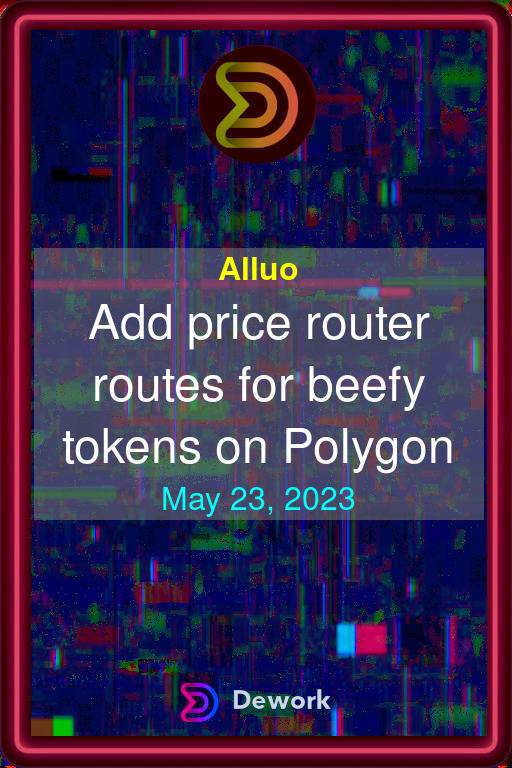 Alluo
Add price router
routes for beefy
tokens on Polygon
May 23, 2023
Dework